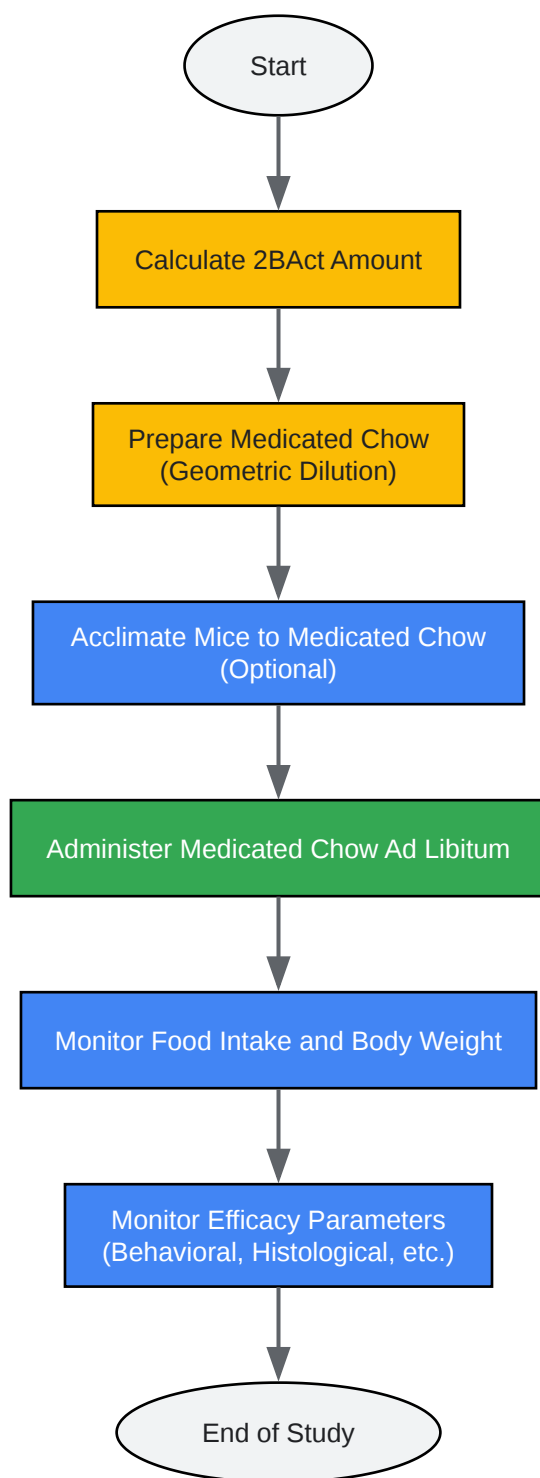 Start
Calculate 2BAct Amount
Prepare Medicated Chow
(Geometric Dilution)
Acclimate Mice to Medicated Chow
(Optional)
Administer Medicated Chow Ad Libitum
Monitor Food Intake and Body Weight
Monitor Efficacy Parameters
(Behavioral, Histological, etc.)
End of Study